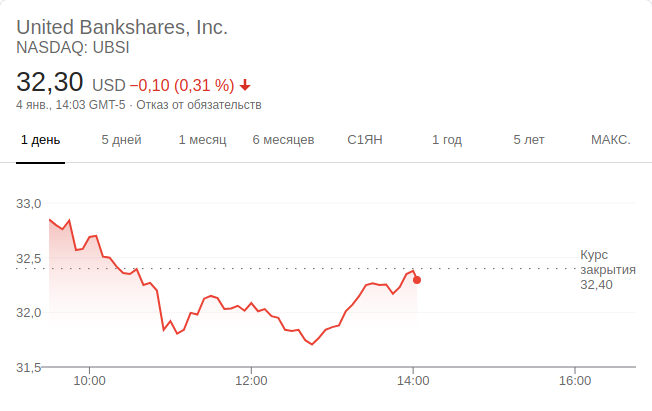 United Bankshares, Inc.
NASDAQ: UBSI
32,30 USD −0,10 (0,31 %)
4 янв., 14:03 GMT-5 · Отказ от обязательств
1 день 5 дней 1 месяц 6 месяцев С1ЯН 1 год 5 лет МАКС.
33,0
32,5
32,0
31,5
Курс
закрытия
32,40
10:00 12:00 14:00 16:00